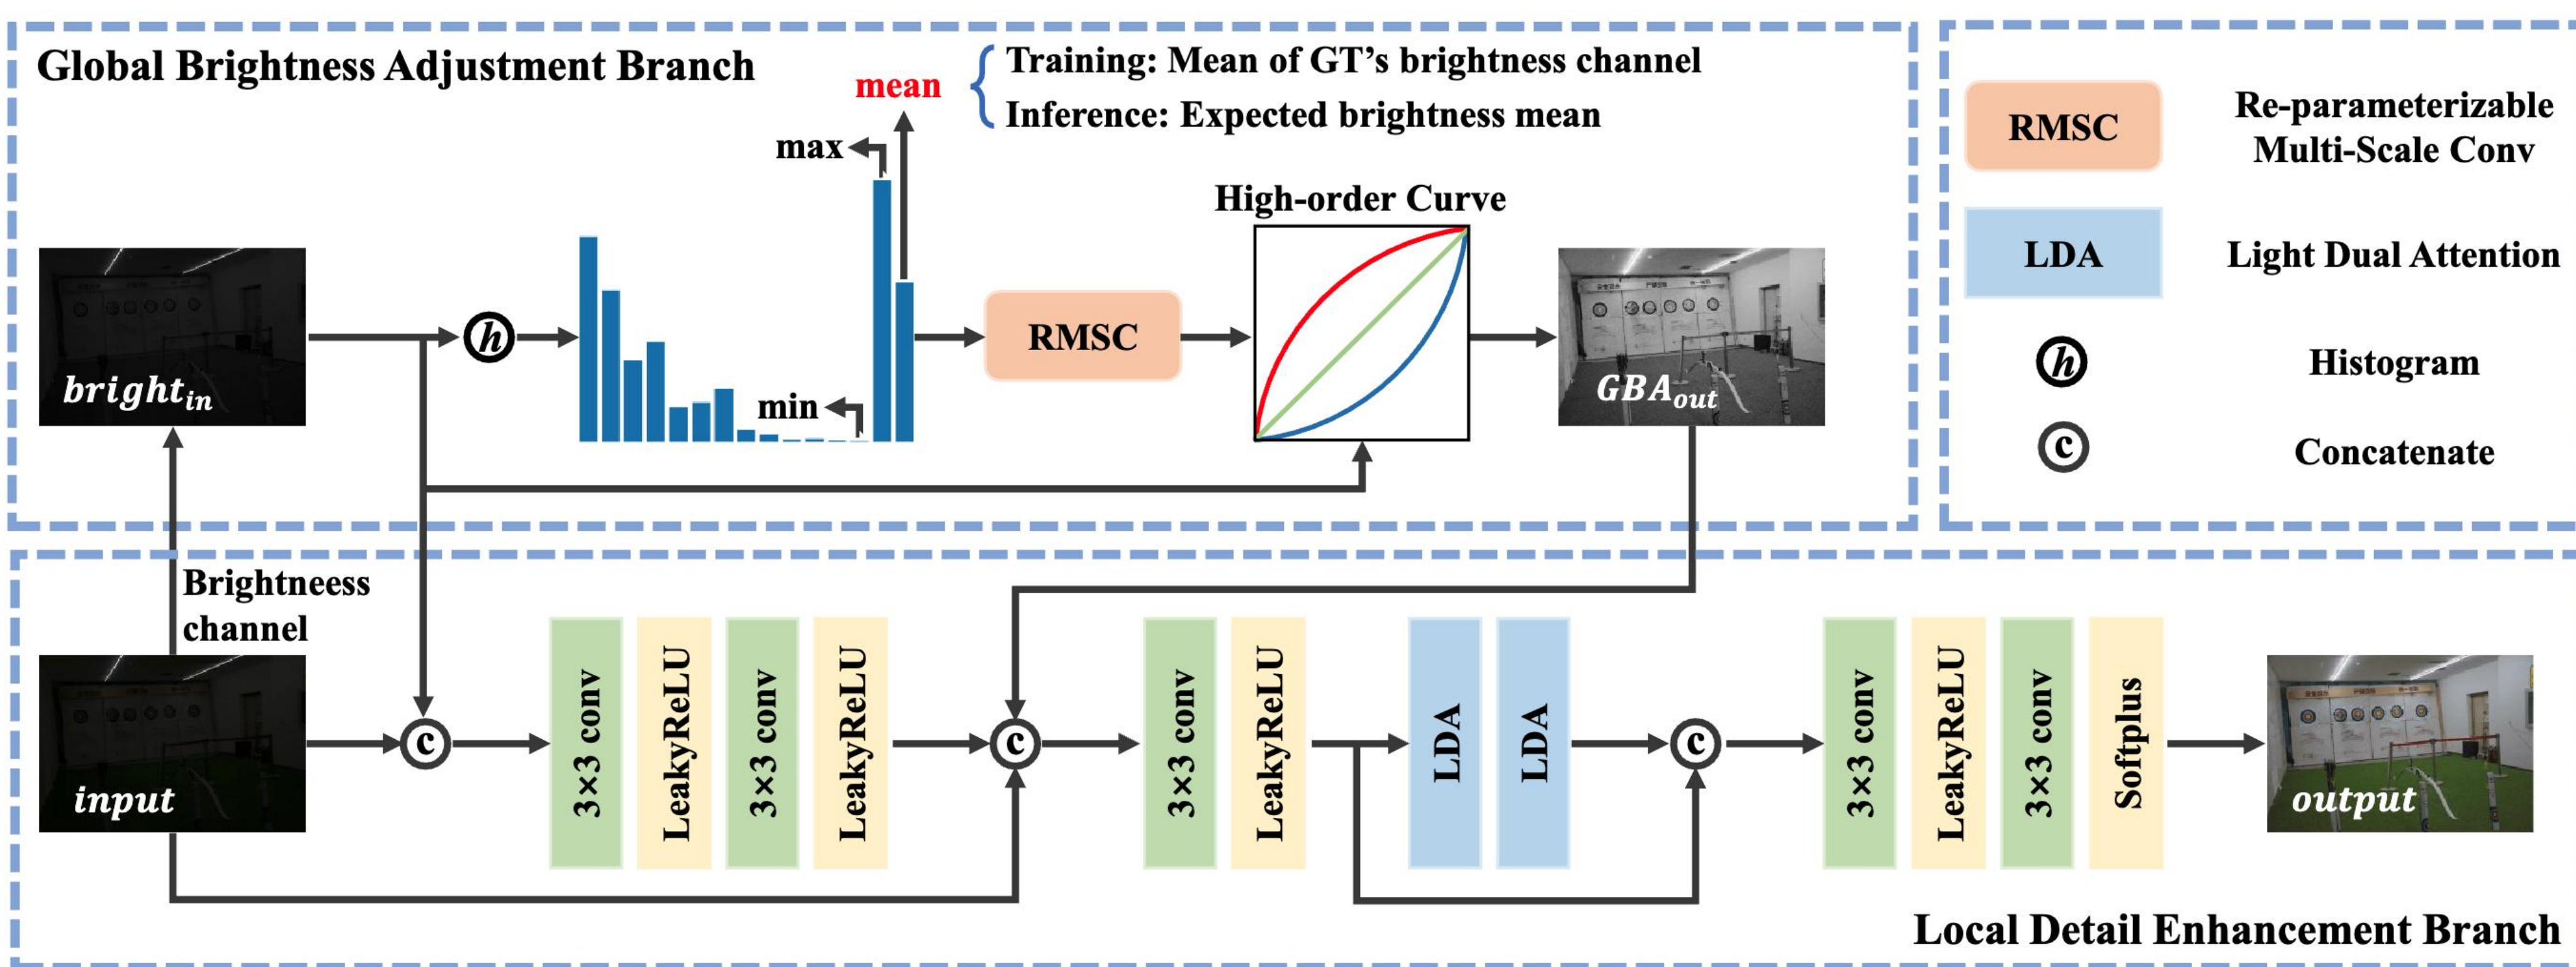 Global Brightness Adjustment Branch
mean
Training: Mean of GT’s brightness channel
Inference: Expected brightness mean
max
min
High-order Curve
bright_in
h
RMSC
GBA_out
RMSC
Re-parameterizable
Multi-Scale Conv
LDA
Light Dual Attention
h
Histogram
c
Concatenate
Brightneess
channel
input
c
3×3 conv
LeakyReLU
3×3 conv
LeakyReLU
c
3×3 conv
LeakyReLU
LDA
LDA
c
3×3 conv
LeakyReLU
3×3 conv
Softplus
output
Local Detail Enhancement Branch